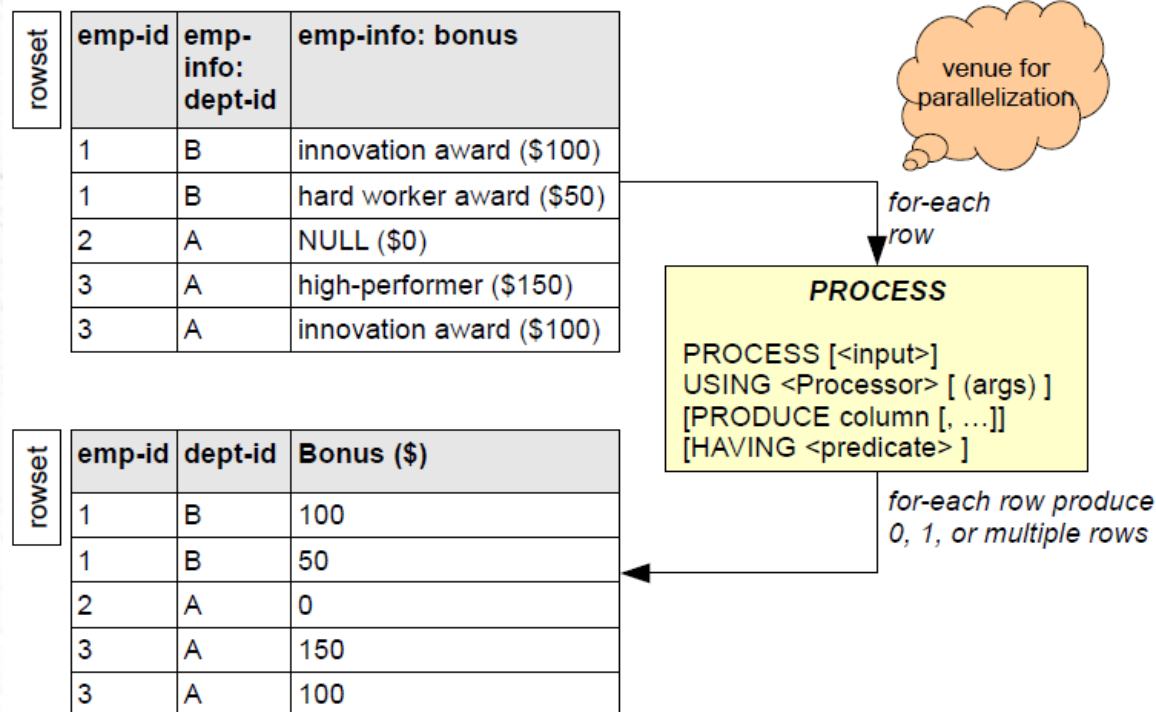 rowset
emp-id emp-info: dept-id emp-info: bonus
1 B innovation award ($100)
1 B hard worker award ($50)
2 A NULL ($0)
3 A high-performer ($150)
3 A innovation award ($100)
venue for
parallelization
for-each
row
PROCESS
PROCESS [<input>]
USING <Processor> [ (args) ]
[PRODUCE column [, …]]
[HAVING <predicate> ]
for-each row produce
0, 1, or multiple rows
rowset
emp-id dept-id Bonus ($)
1 B 100
1 B 50
2 A 0
3 A 150
3 A 100